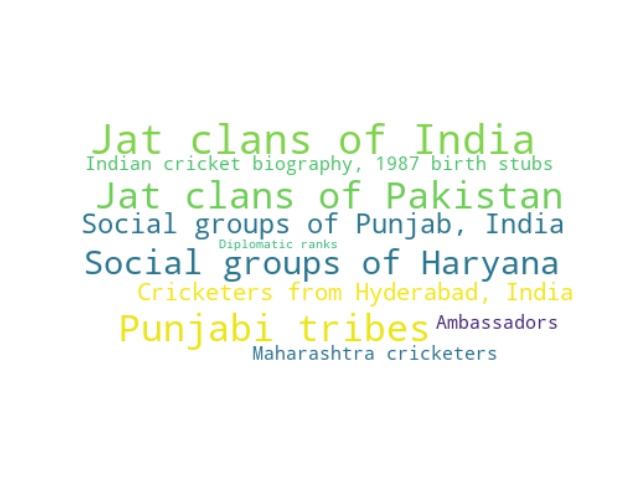 Jat clans of India
Indian cricket biography, 1987 birth stubs
Jat clans of Pakistan
Social groups of Punjab, India
Diplomatic ranks
Social groups of Haryana
Cricketers from Hyderabad, India
Punjabi tribes
Ambassadors
Maharashtra cricketers